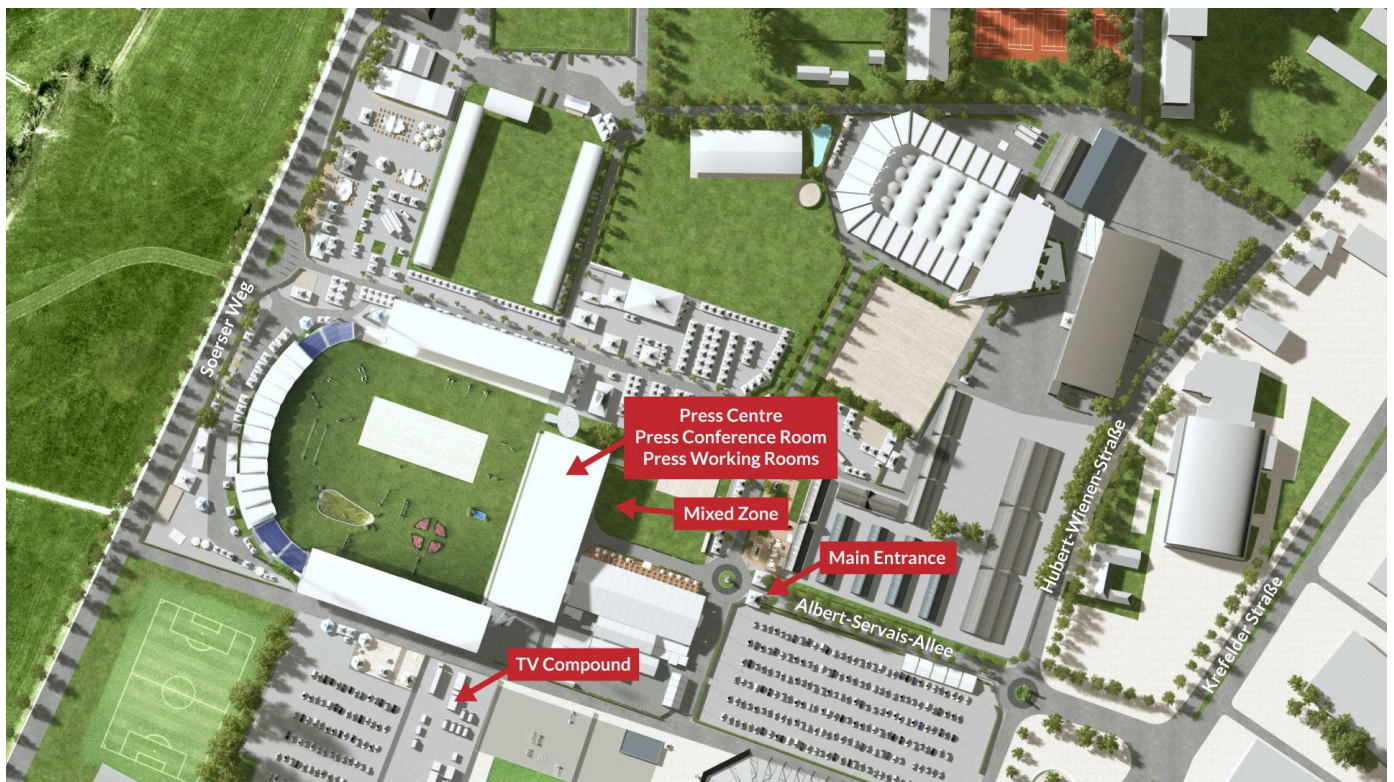 Soerser Weg
Press Centre
Press Conference Room
Press Working Rooms
Mixed Zone
Main Entrance
Albert-Servais-Allee
TV Compound
Hubert-Wienen-Straße
Krefelder Straße